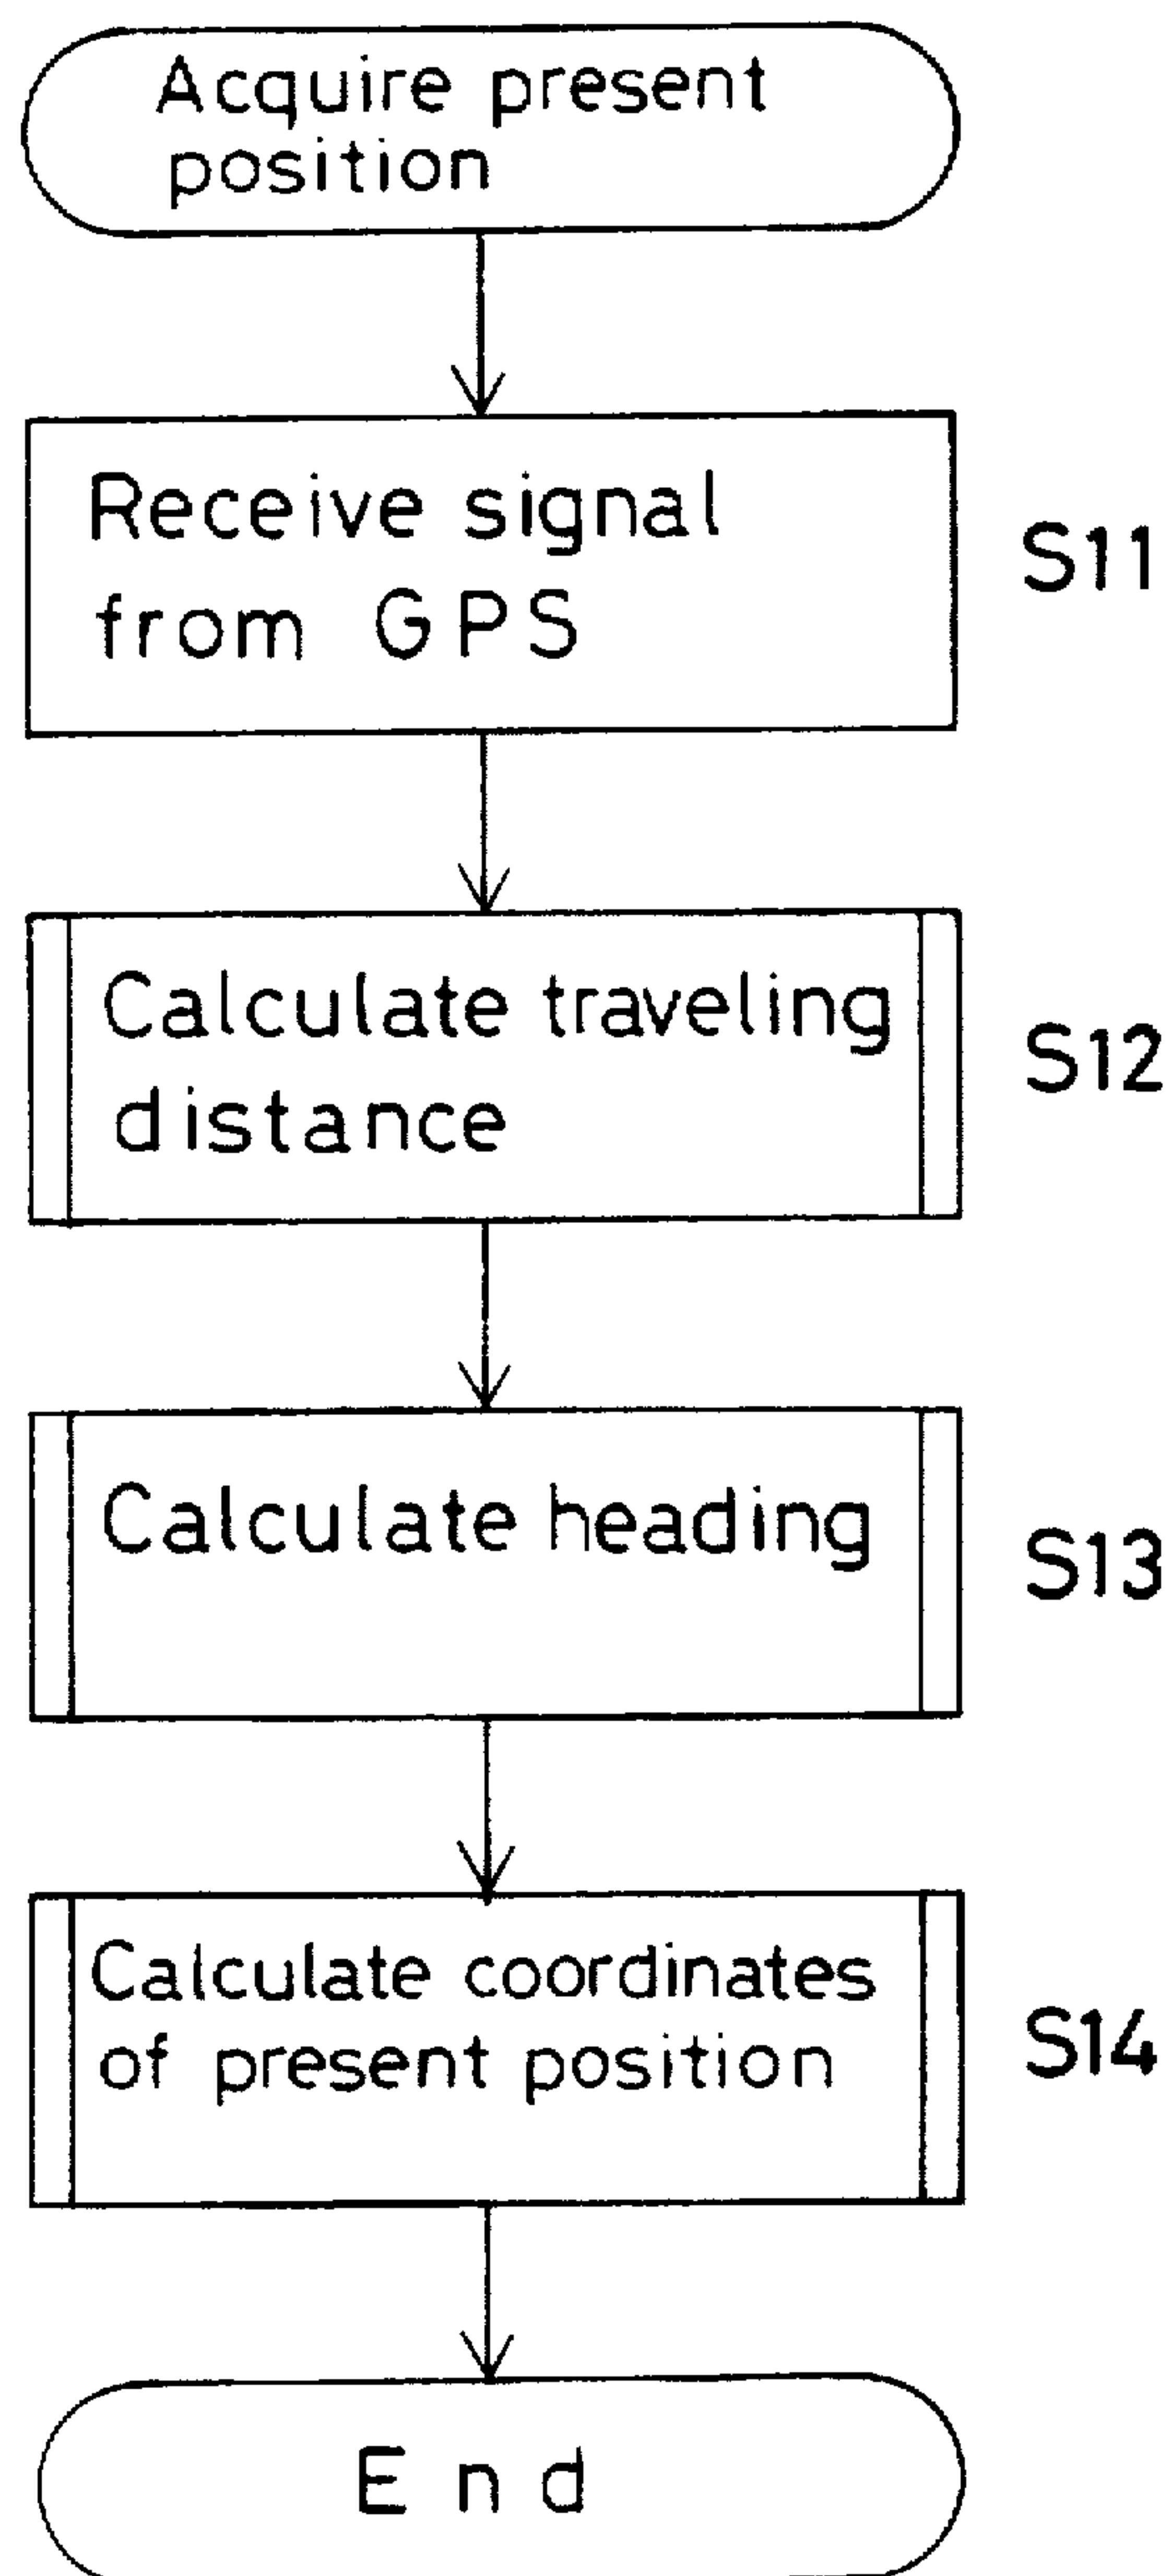 Acquire present
position
Receive signal
from GPS
S11
Calculate traveling
distance
S12
Calculate heading
S13
Calculate coordinates
of present position
S14
End